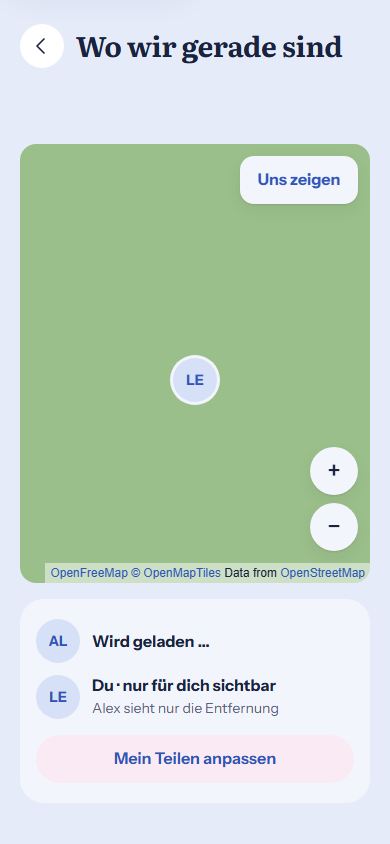 Wo wir gerade sind
Uns zeigen
LE
+
−
OpenFreeMap © OpenMapTiles Data from OpenStreetMap
AL
Wird geladen ...
LE
Du · nur für dich sichtbar
Alex sieht nur die Entfernung
Mein Teilen anpassen